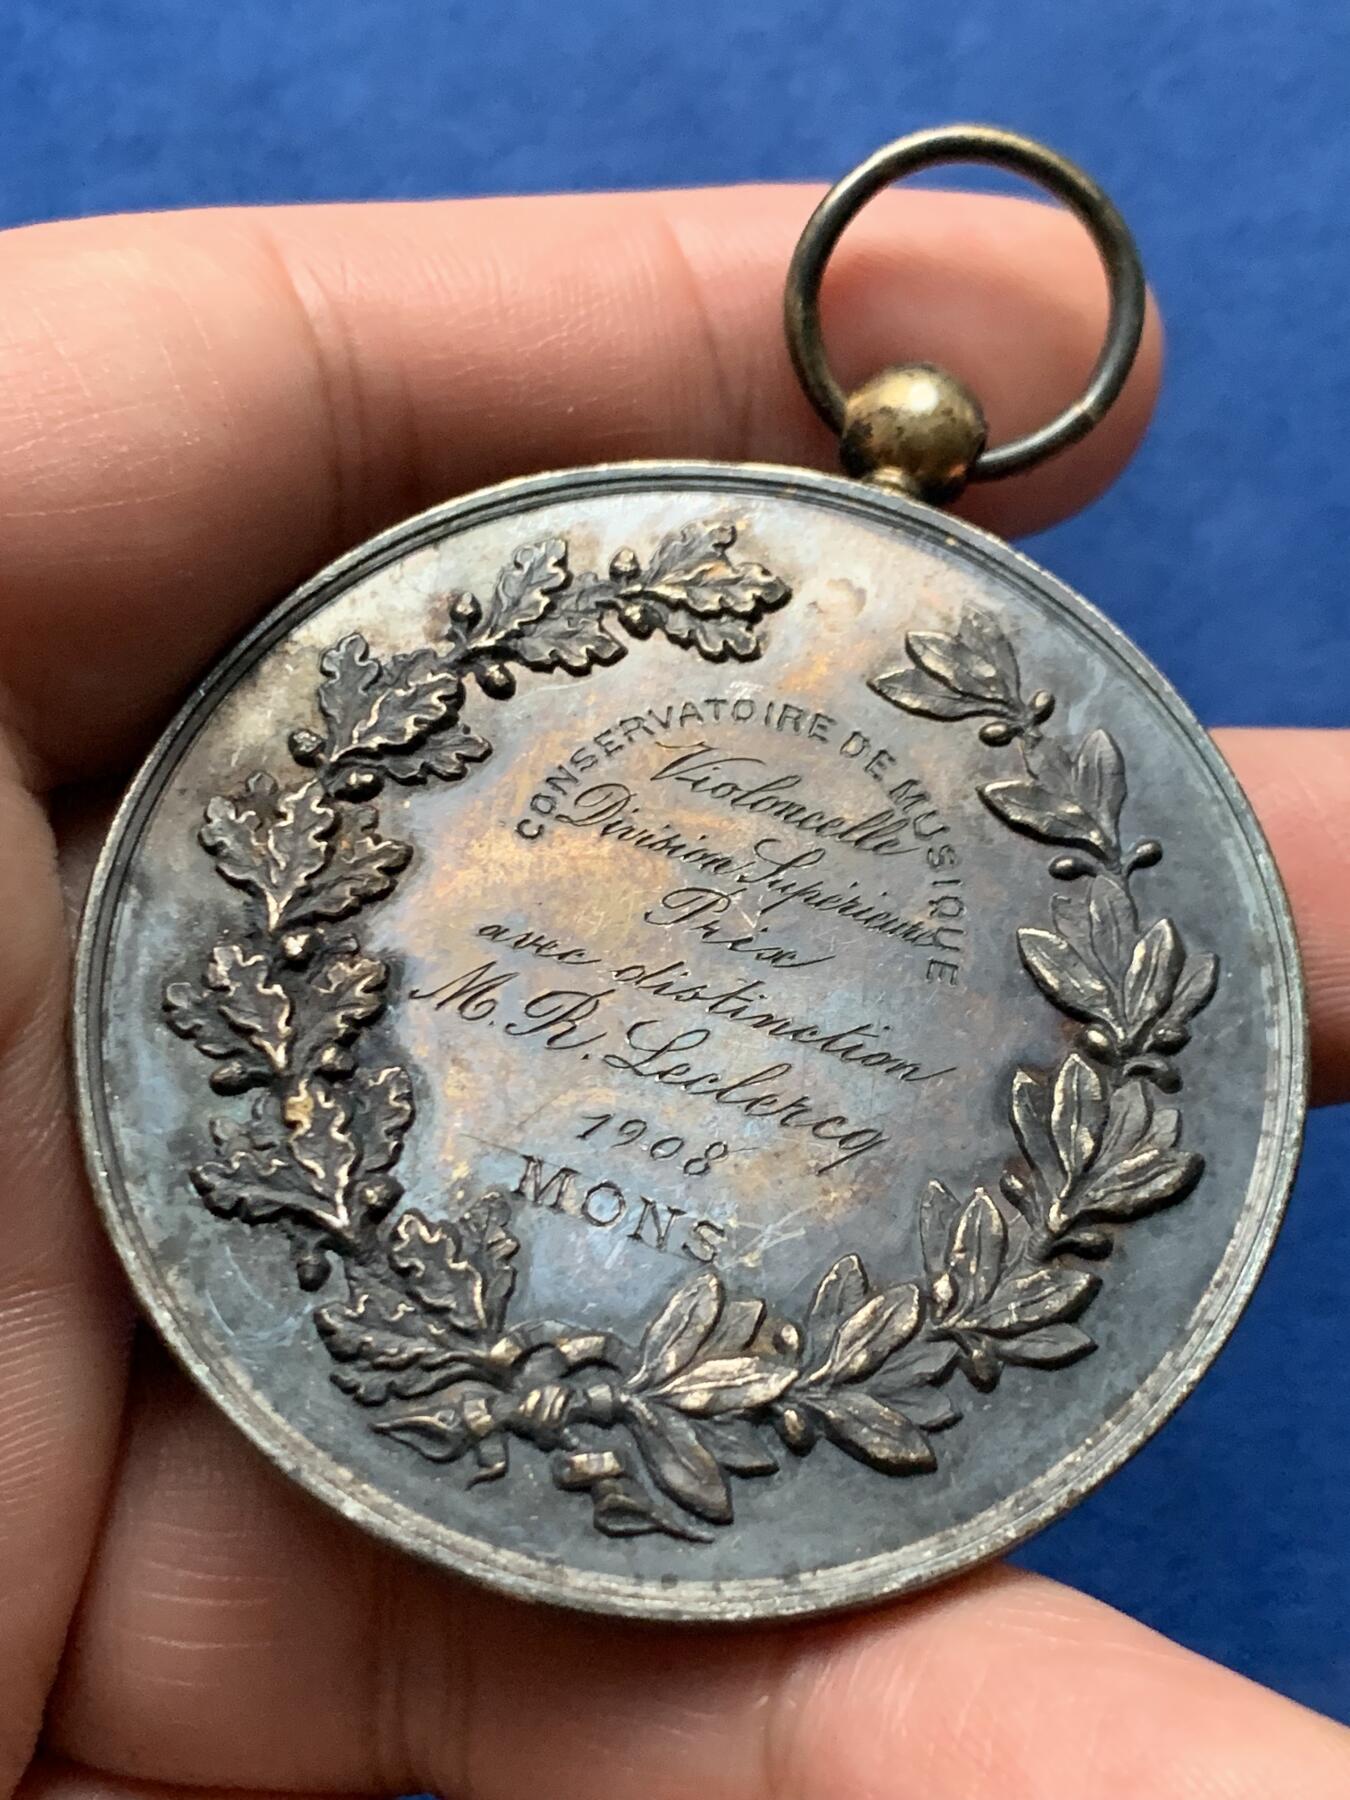 CONSERVATOIRE DE MUSIQUE
Violoncelle
Division Supérieure
Prix
avec distinction
M. R. Leclercq
1908
MONS